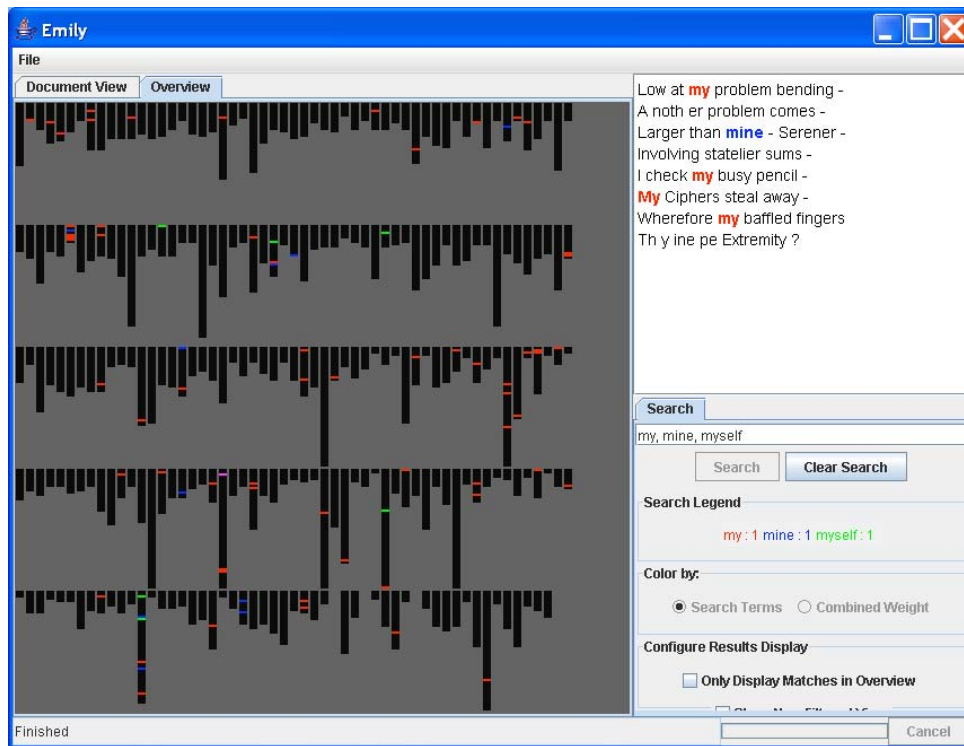 Emily
File
Document View Overview
Low at my problem bending -
A noth er problem comes -
Larger than mine - Serener -
Involving statelier sums -
I check my busy pencil -
My Ciphers steal away -
Wherefore my baffled fingers
Th y ine pe Extremity ?
Search
my, mine, myself
Search Clear Search
Search Legend
my : 1 mine : 1 myself : 1
Color by:
Search Terms Combined Weight
Configure Results Display
Only Display Matches in Overview
Finished Cancel